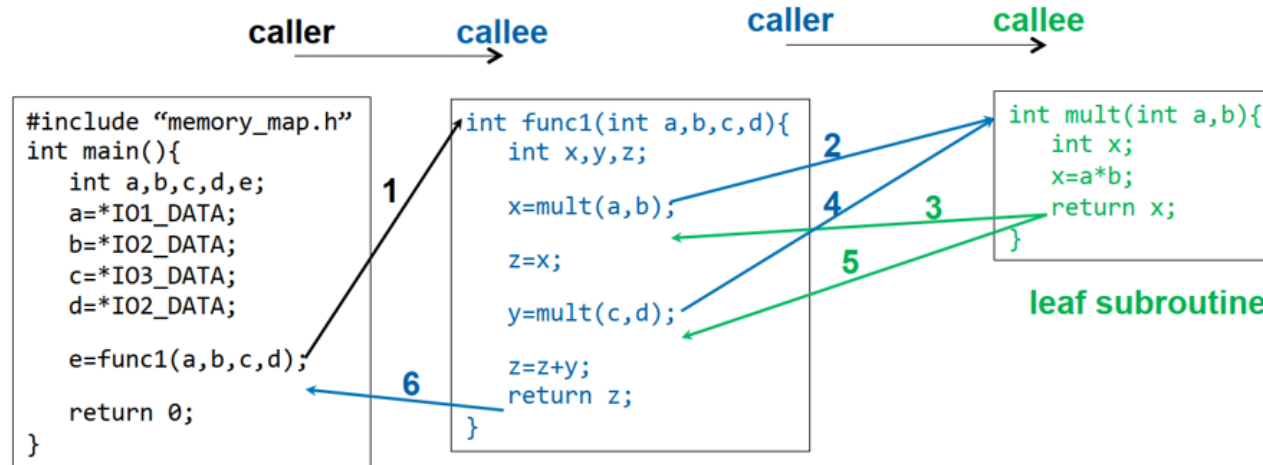 caller callee
caller callee
#include “memory_map.h”
int main(){
int a,b,c,d,e;
a=*IO1_DATA;
b=*IO2_DATA;
c=*IO3_DATA;
d=*IO2_DATA;
e=func1(a,b,c,d);
return 0;
}
1
int func1(int a,b,c,d){
int x,y,z;
x=mult(a,b);
z=x;
y=mult(c,d);
z=z+y;
return z;
}
2
4
3
5
6
int mult(int a,b){
int x;
x=a*b;
return x;
}
leaf subroutine